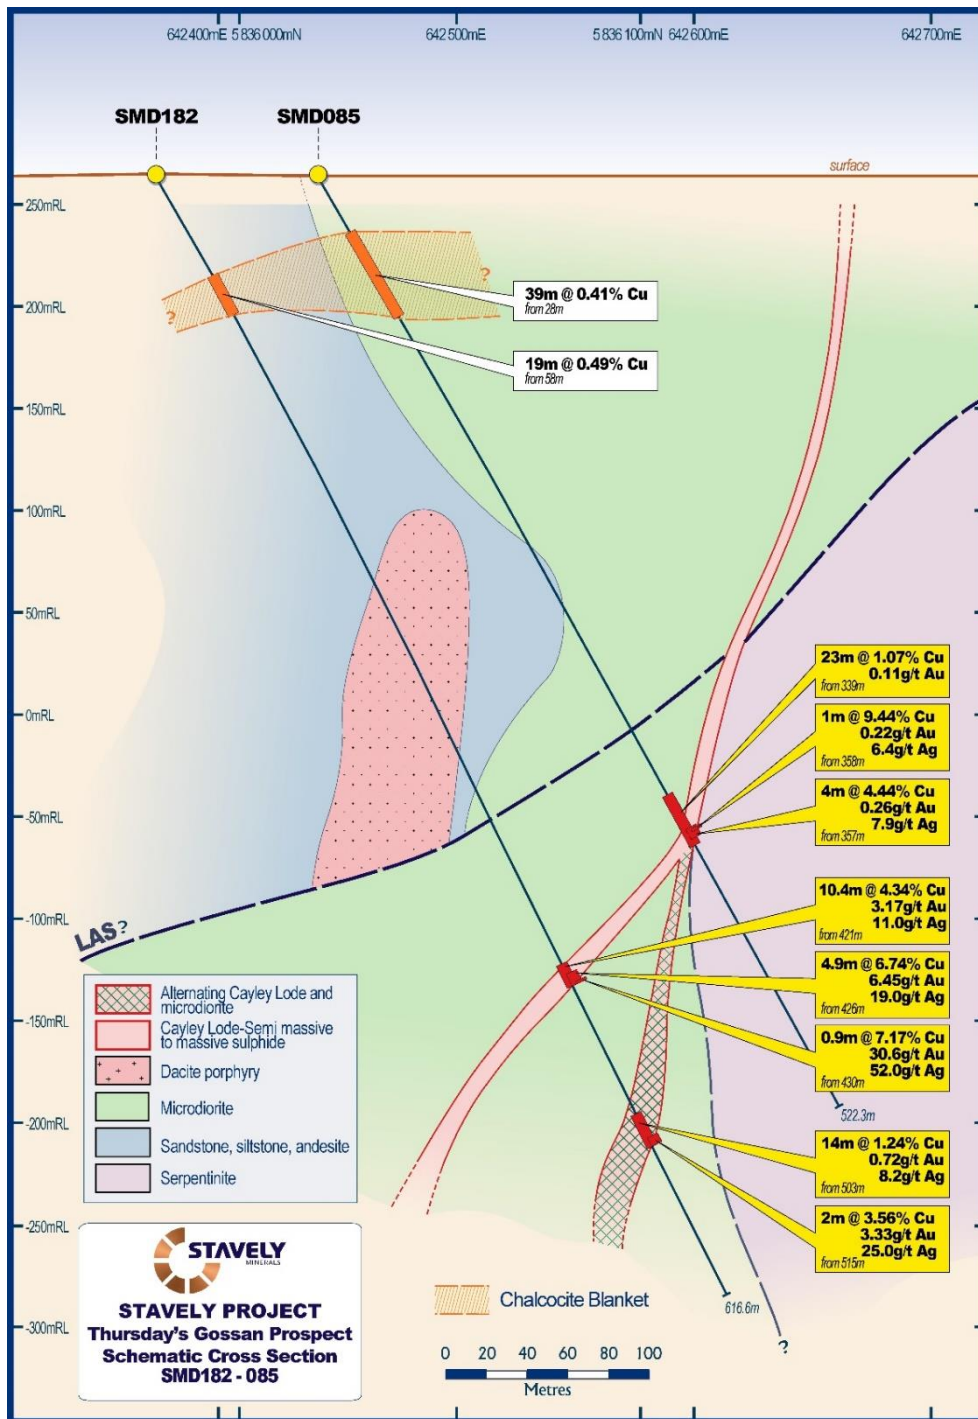 642400mE 5836000mN 642500mE 5836100mN 642600mE 642700mE
SMD182 SMD085
surface
250mRL
200mRL
150mRL
100mRL
50mRL
0mRL
-50mRL
-100mRL
-150mRL
-200mRL
-250mRL
-300mRL
?
?
39m @ 0.41% Cu
from 28m
19m @ 0.49% Cu
from 58m
23m @ 1.07% Cu
0.11g/t Au
from 339m
1m @ 9.44% Cu
0.22g/t Au
6.4g/t Ag
from 358m
4m @ 4.44% Cu
0.26g/t Au
7.9g/t Ag
from 357m
10.4m @ 4.34% Cu
3.17g/t Au
11.0g/t Ag
from 421m
4.9m @ 6.74% Cu
6.45g/t Au
19.0g/t Ag
from 426m
0.9m @ 7.17% Cu
30.6g/t Au
52.0g/t Ag
from 430m
14m @ 1.24% Cu
0.72g/t Au
8.2g/t Ag
from 503m
2m @ 3.56% Cu
3.33g/t Au
25.0g/t Ag
from 515m
522.3m
616.6m
?
LAS?
Alternating Cayley Lode and
microdiorite
Cayley Lode-Semi massive
to massive sulphide
Dacite porphyry
Microdiorite
Sandstone, siltstone, andesite
Serpentinite
STAVELY
MINERALS
STAVELY PROJECT
Thursday's Gossan Prospect
Schematic Cross Section
SMD182 - 085
Chalcocite Blanket
0 20 40 60 80 100
Metres